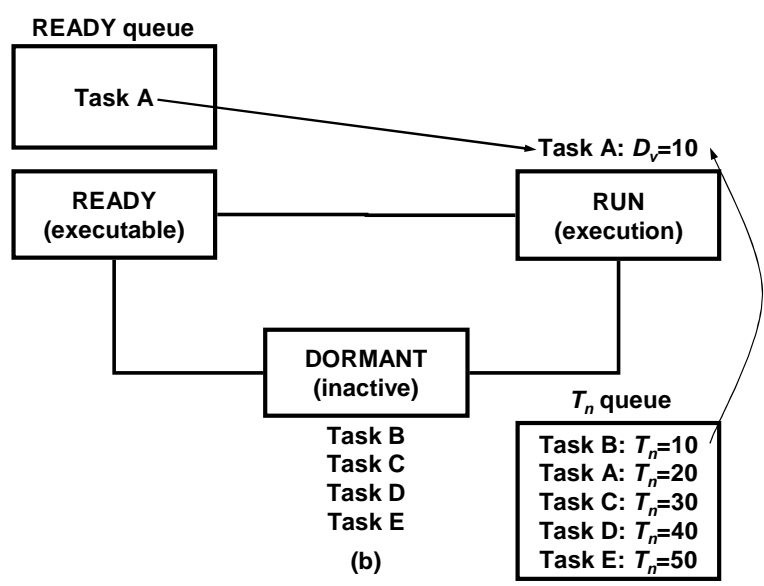 READY queue
Task A
Task A: Dv=10
READY
(executable)
RUN
(execution)
DORMANT
(inactive)
Task B
Task C
Task D
Task E
Tn queue
Task B: Tn=10
Task A: Tn=20
Task C: Tn=30
Task D: Tn=40
Task E: Tn=50
(b)